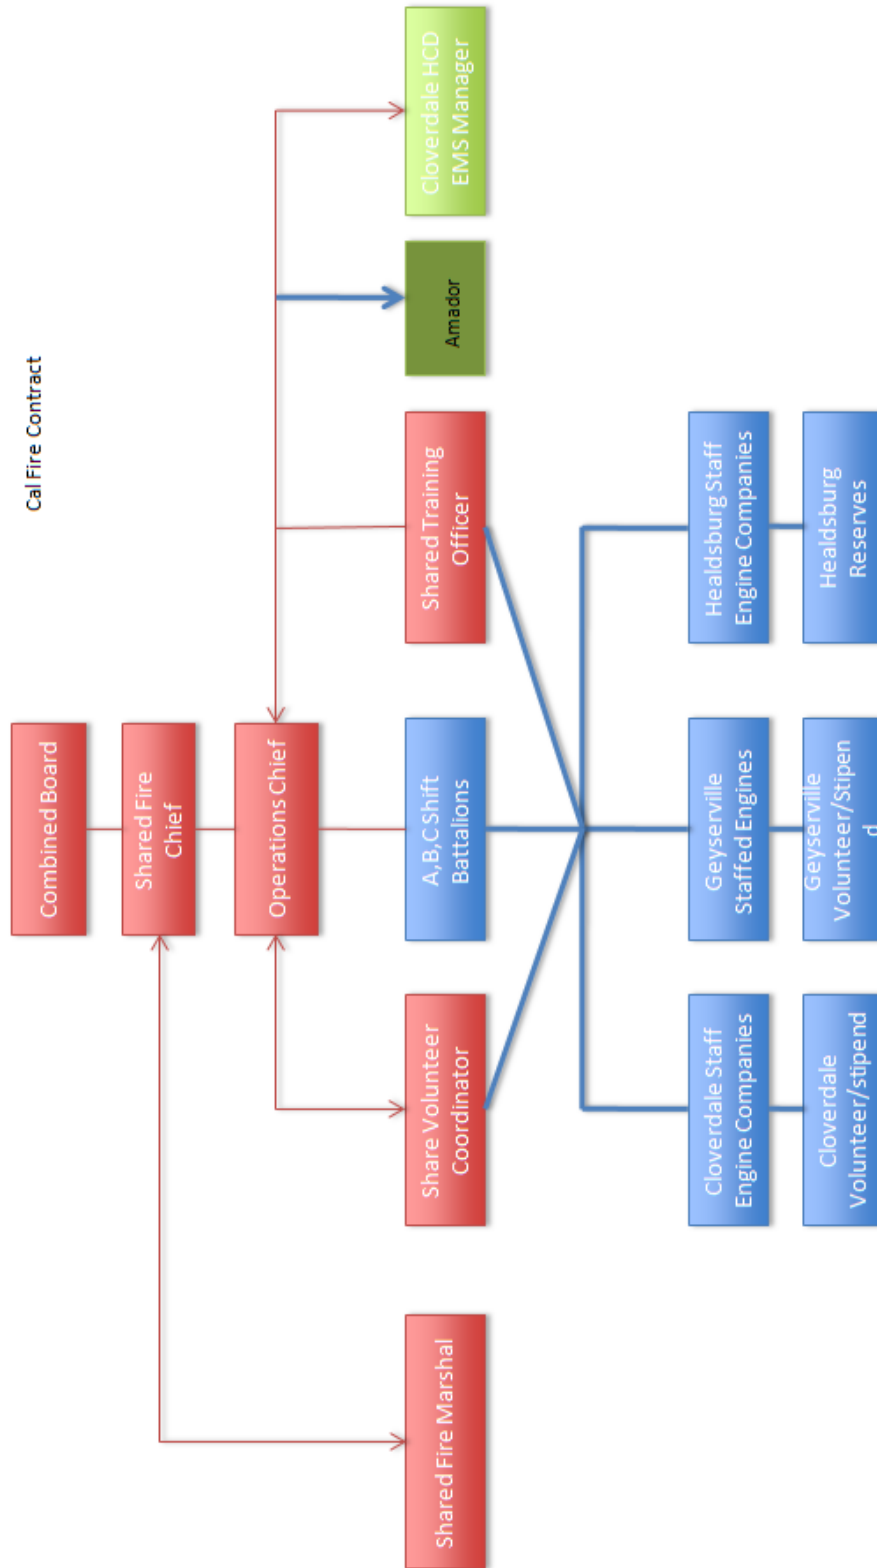 Cal Fire Contract
Combined Board
Shared Fire
Chief
Operations Chief
Shared Fire Marshal
Share Volunteer
Coordinator
A,B,C Shift
Battalions
Shared Training
Officer
Amador
Cloverdale HCD
EMS Manager
Cloverdale Staff
Engine Companies
Geyserville
Staffed Engines
Healdsburg Staff
Engine Companies
Cloverdale
Volunteer/stipend
Geyserville
Volunteer/Stipen
d
Healdsburg
Reserves